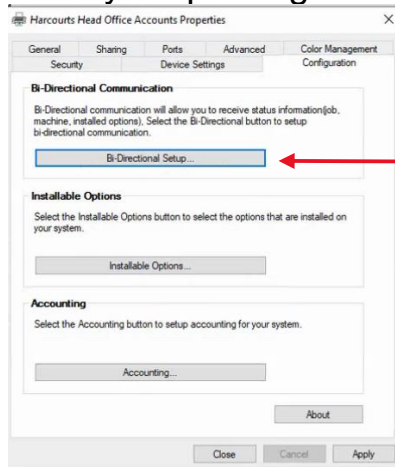 Harcourts Head Office Accounts Properties
General Sharing Ports Advanced Color Management
Security Device Settings Configuration
Bi-Directional Communication
Bi-Directional communication will allow you to receive status information(job,
machine, installed options), Select the Bi-Directional button to setup
bi-directional communication.
Bi-Directional Setup...
Installable Options
Select the Installable Options button to select the options that are installed on
your system.
Installable Options...
Accounting
Select the Accounting button to setup accounting for your system.
Accounting...
About
Close Cancel Apply